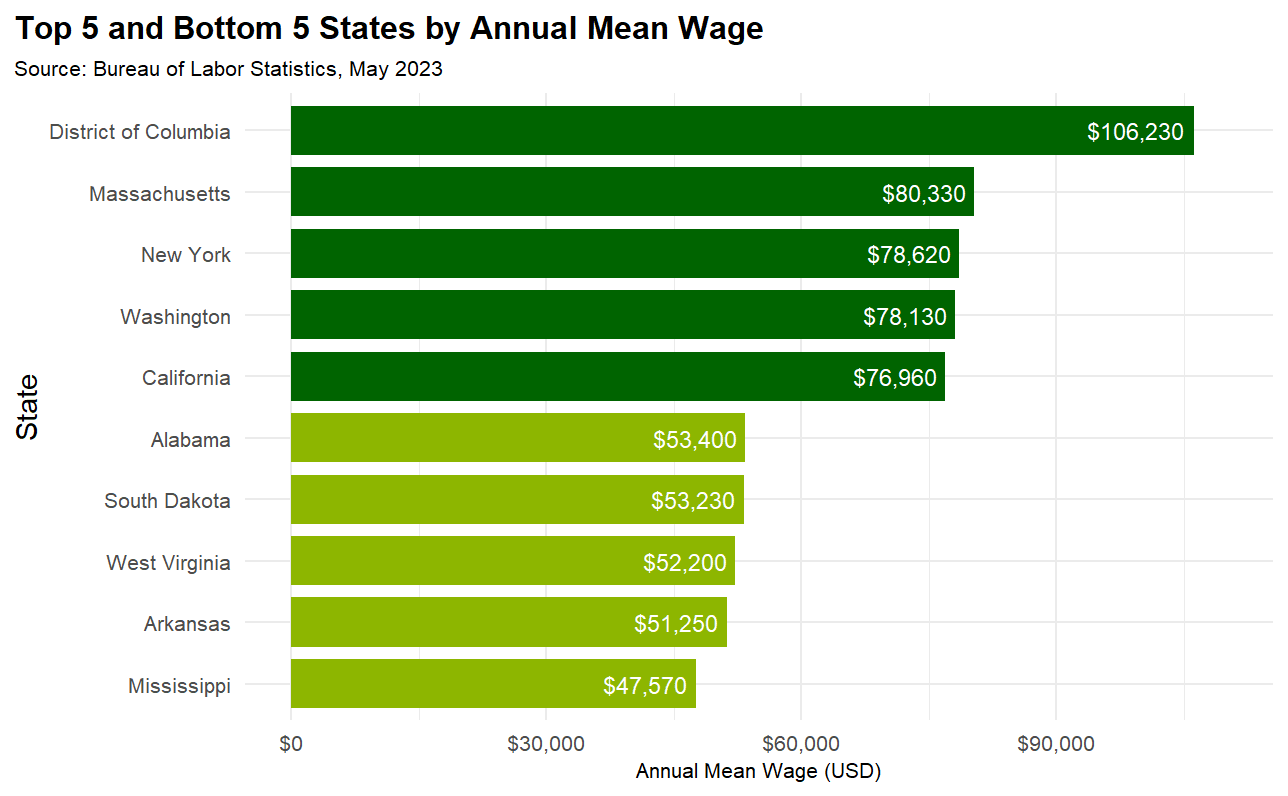 Top 5 and Bottom 5 States by Annual Mean Wage
Source: Bureau of Labor Statistics, May 2023
State
District of Columbia $106,230
Massachusetts $80,330
New York $78,620
Washington $78,130
California $76,960
Alabama $53,400
South Dakota $53,230
West Virginia $52,200
Arkansas $51,250
Mississippi $47,570
$0 $30,000 $60,000 $90,000
Annual Mean Wage (USD)